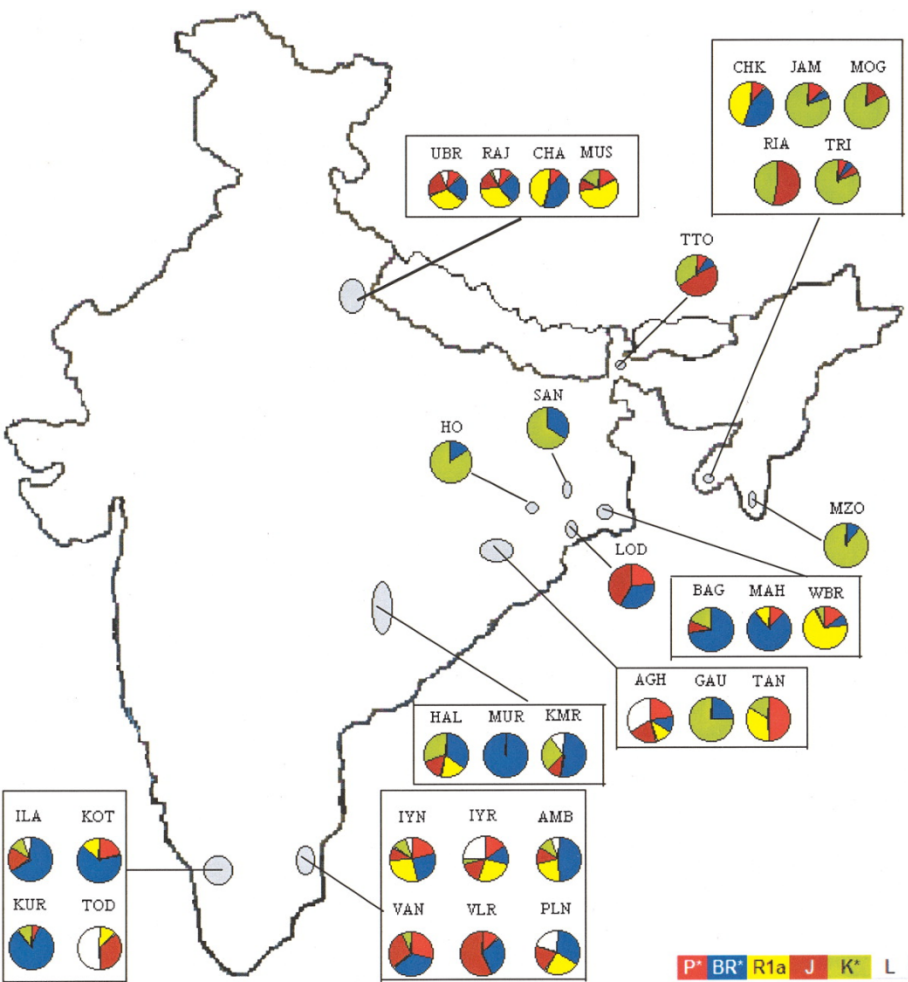 CHK JAM MOG
RIA TRI
UBR RAJ CHA MUS
TTO
SAN
HO
MZO
LOD
BAG MAH WBR
AGH GAU TAN
HAL MUR KMR
ILA KOT
KUR TOD
IYN IYR AMB
VAN VLR PLN
P* BR* R1a J K* L